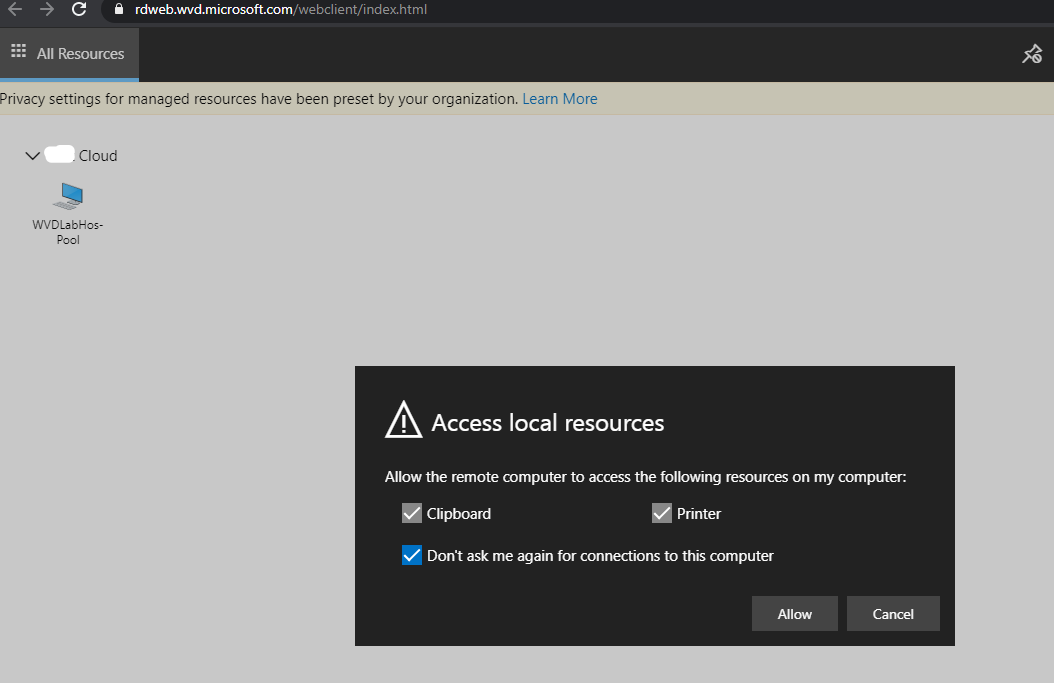 rdweb.wvd.microsoft.com/webclient/index.html
All Resources
Privacy settings for managed resources have been preset by your organization. Learn More
Cloud
WVDLabHos-
Pool
Access local resources
Allow the remote computer to access the following resources on my computer:
Clipboard Printer
Don't ask me again for connections to this computer
Allow Cancel